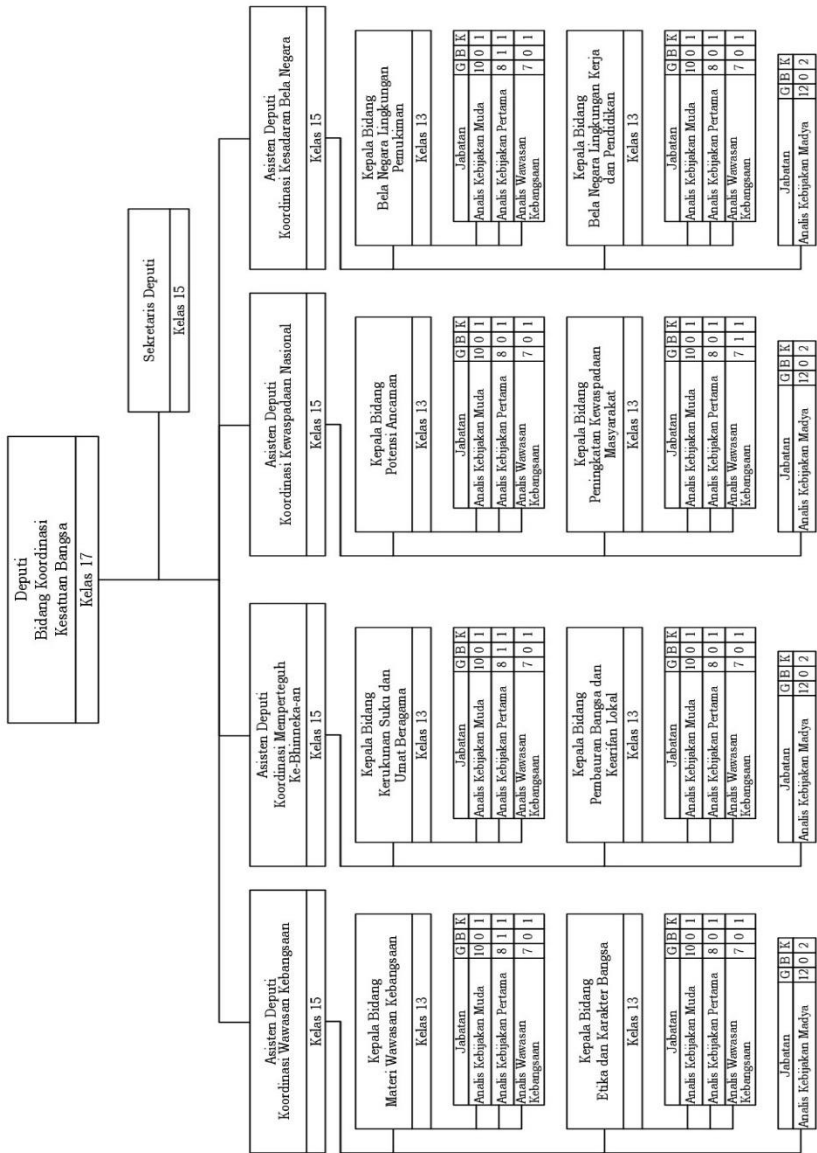 Deputi
Bidang Koordinasi
Kesatuan Bangsa
Kelas 17
Sekretaris Deputi
Kelas 15
Asisten Deputi
Koordinasi Wawasan Kebangsaan
Kelas 15
Kepala Bidang
Materi Wawasan Kebangsaan
Kelas 13
Jabatan G B K
Analis Kebijakan Muda 10 0 1
Analis Kebijakan Pertama 8 1 1
Analis Wawasan
Kebangsaan 7 0 1
Kepala Bidang
Etika dan Karakter Bangsa
Kelas 13
Jabatan G B K
Analis Kebijakan Muda 10 0 1
Analis Kebijakan Pertama 8 0 1
Analis Wawasan
Kebangsaan 7 0 1
Jabatan G B K
Analis Kebijakan Madya 12 0 2
Asisten Deputi
Koordinasi Memperteguh
Ke-Bhinneka-an
Kelas 15
Kepala Bidang
Kerukunan Suku dan
Umat Beragama
Kelas 13
Jabatan G B K
Analis Kebijakan Muda 10 0 1
Analis Kebijakan Pertama 8 1 1
Analis Wawasan
Kebangsaan 7 0 1
Kepala Bidang
Pembauran Bangsa dan
Kearifan Lokal
Kelas 13
Jabatan G B K
Analis Kebijakan Muda 10 0 1
Analis Kebijakan Pertama 8 0 1
Analis Wawasan
Kebangsaan 7 0 1
Jabatan G B K
Analis Kebijakan Madya 12 0 2
Asisten Deputi
Koordinasi Kewaspadaan Nasional
Kelas 15
Kepala Bidang
Potensi Ancaman
Kelas 13
Jabatan G B K
Analis Kebijakan Muda 10 0 1
Analis Kebijakan Pertama 8 0 1
Analis Wawasan
Kebangsaan 7 0 1
Kepala Bidang
Peningkatan Kewaspadaan
Masyarakat
Kelas 13
Jabatan G B K
Analis Kebijakan Muda 10 0 1
Analis Kebijakan Pertama 8 0 1
Analis Wawasan
Kebangsaan 7 1 1
Jabatan G B K
Analis Kebijakan Madya 12 0 2
Asisten Deputi
Koordinasi Kesadaran Bela Negara
Kelas 15
Kepala Bidang
Bela Negara Lingkungan
Pemukiman
Kelas 13
Jabatan G B K
Analis Kebijakan Muda 10 0 1
Analis Kebijakan Pertama 8 1 1
Analis Wawasan
Kebangsaan 7 0 1
Kepala Bidang
Bela Negara Lingkungan Kerja
dan Pendidikan
Kelas 13
Jabatan G B K
Analis Kebijakan Muda 10 0 1
Analis Kebijakan Pertama 8 0 1
Analis Wawasan
Kebangsaan 7 0 1
Jabatan G B K
Analis Kebijakan Madya 12 0 2